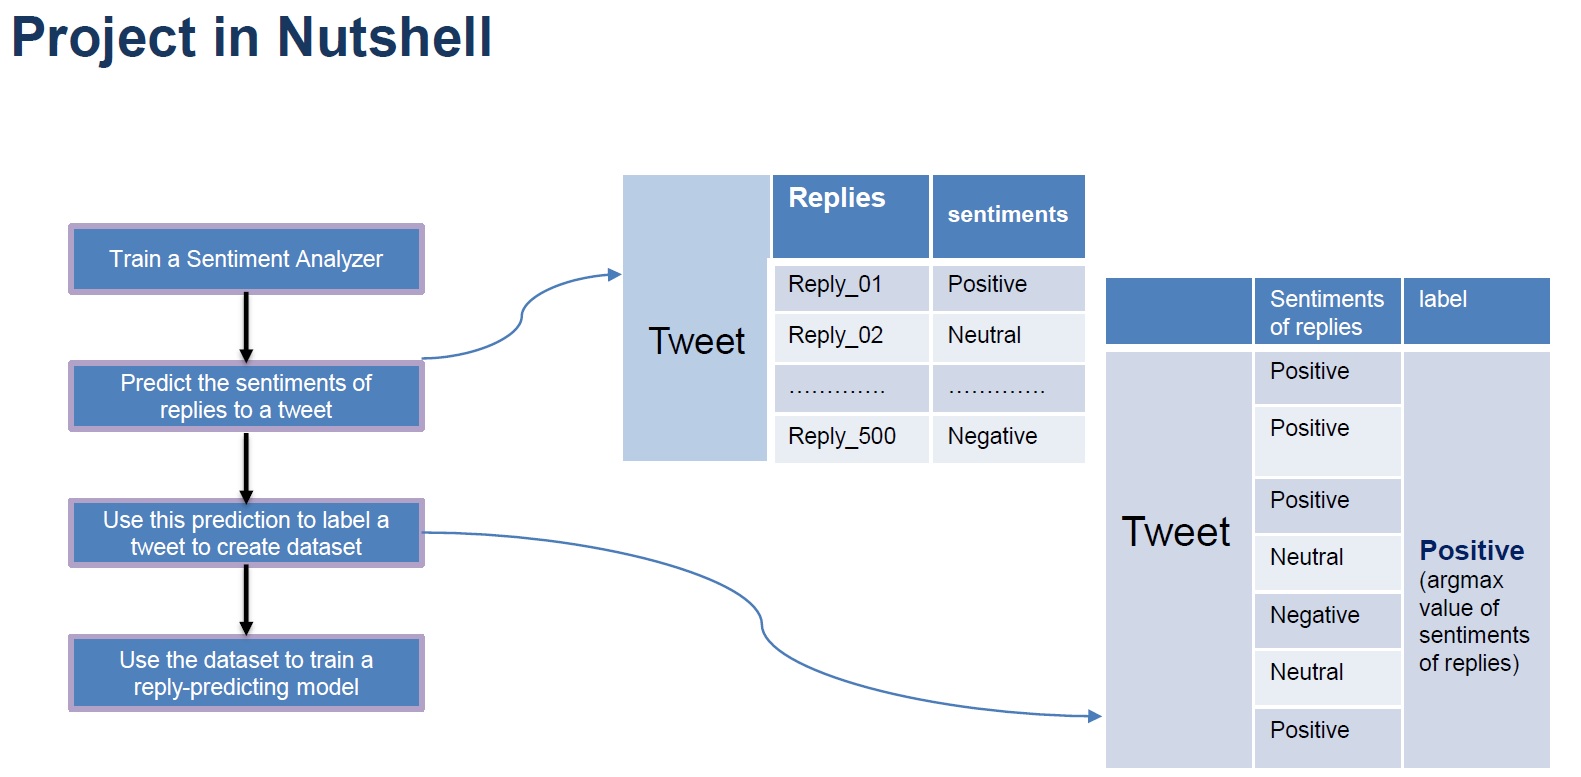 Project in Nutshell
Train a Sentiment Analyzer
Predict the sentiments of
replies to a tweet
Use this prediction to label a
tweet to create dataset
Use the dataset to train a
reply-predicting model
Tweet
Replies
sentiments
Reply_01
Positive
Reply_02
Neutral
.............
.............
Reply_500
Negative
Sentiments
of replies
label
Tweet
Positive
Positive
Positive
Neutral
Negative
Neutral
Positive
Positive
(argmax
value of
sentiments
of replies)